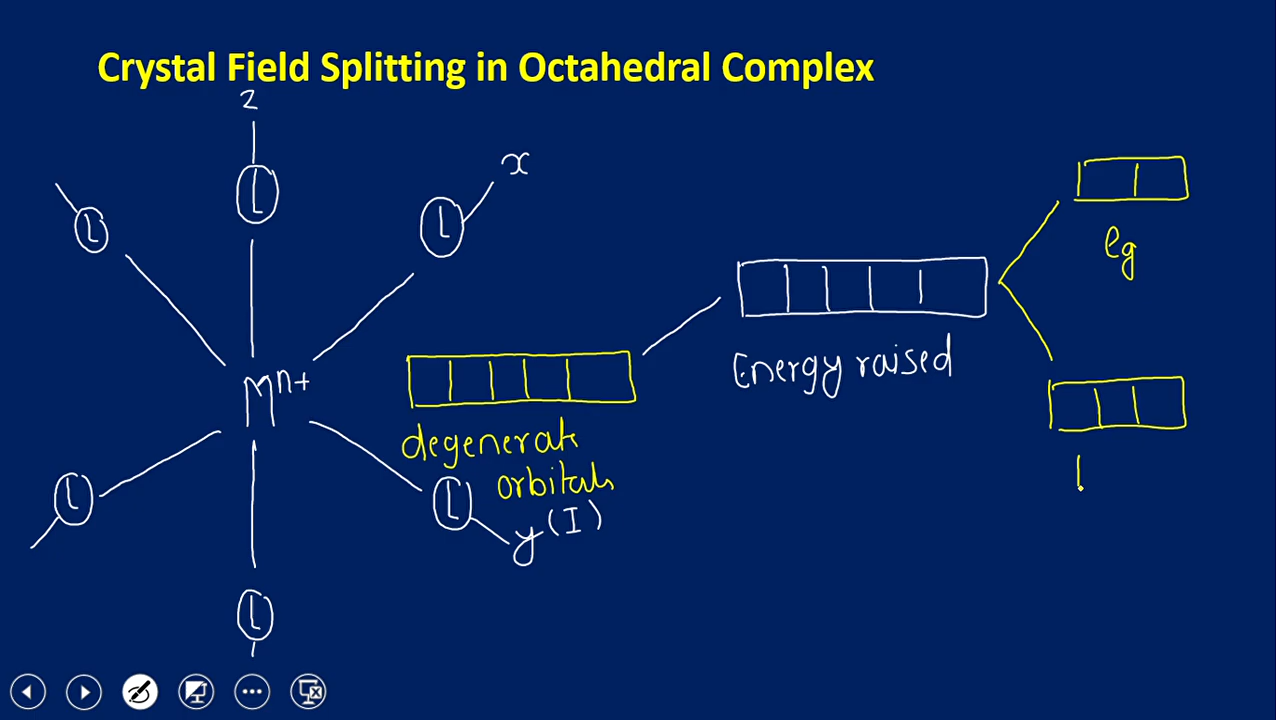 Crystal Field Splitting in Octahedral Complex
z
x
L
L
L
eg
Mn+
Energy raised
degenerate
orbitals
L
L
y (I)
L